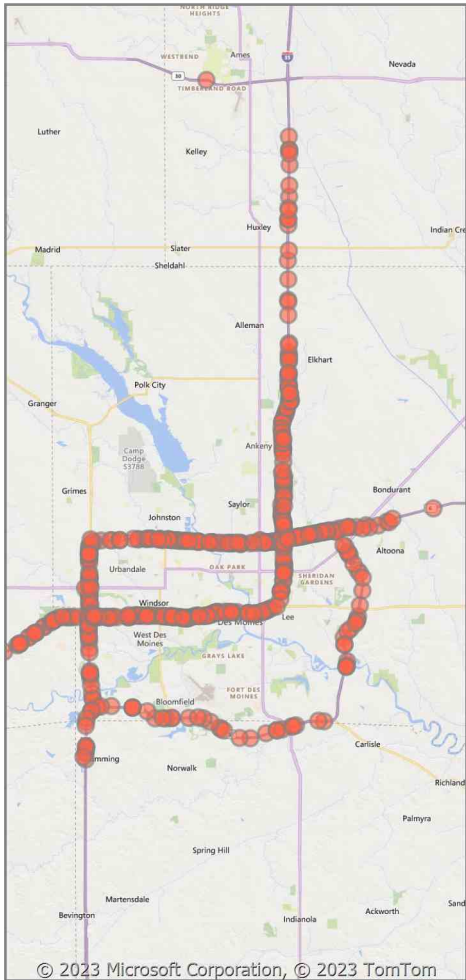 NORTH RIDGE
HEIGHTS
Ames
WESTBEND
30
Nevada
TIMBERLAND ROAD
Luther
Kelley
Huxley
Indian Cre
Madrid
Slater
Sheldahl
Alleman
Elkhart
Polk City
Granger
Ankeny
Camp
Dodge
S3788
Grimes
Saylor
Bondurant
Johnston
Altoona
Urbandale
OAK PARK
SHERIDAN
GARDENS
Windsor
Des Moines
Lee
West Des
Moines
GRAYS LAKE
FORT DES
MOINES
Bloomfield
Carlisle
mming
Norwalk
Richland
Palmyra
Spring Hill
Martensdale
Ackworth
Sand
Bevington
Indianola
© 2023 Microsoft Corporation, © 2023 TomTom